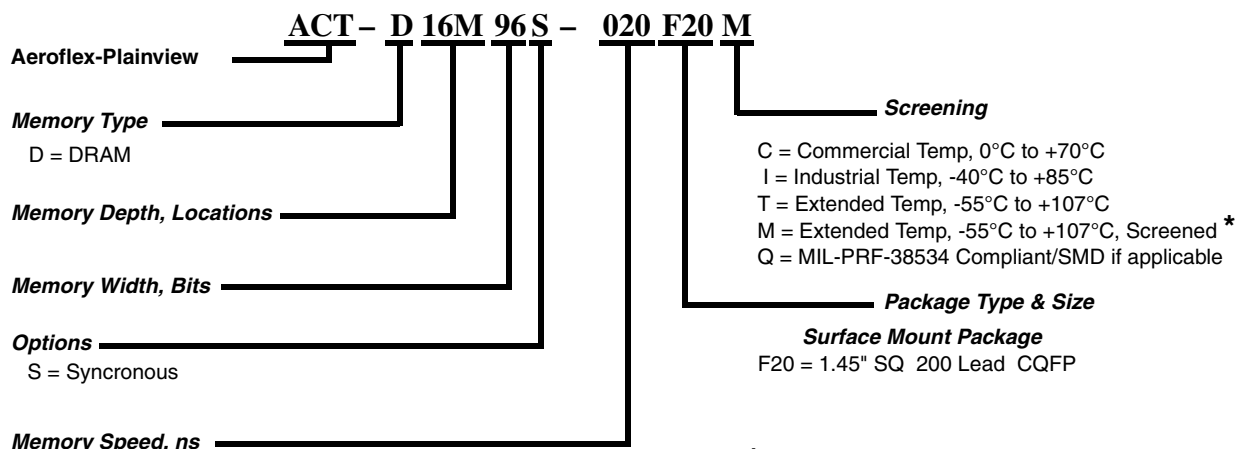 ACT – D 16M 96 S – 020 F20 M
Aeroflex-Plainview
Memory Type
D = DRAM
Memory Depth, Locations
Memory Width, Bits
Options
S = Syncronous
Memory Speed, ns
Screening
C = Commercial Temp, 0°C to +70°C
I = Industrial Temp, -40°C to +85°C
T = Extended Temp, -55°C to +107°C
M = Extended Temp, -55°C to +107°C, Screened *
Q = MIL-PRF-38534 Compliant/SMD if applicable
Package Type & Size
Surface Mount Package
F20 = 1.45" SQ 200 Lead CQFP